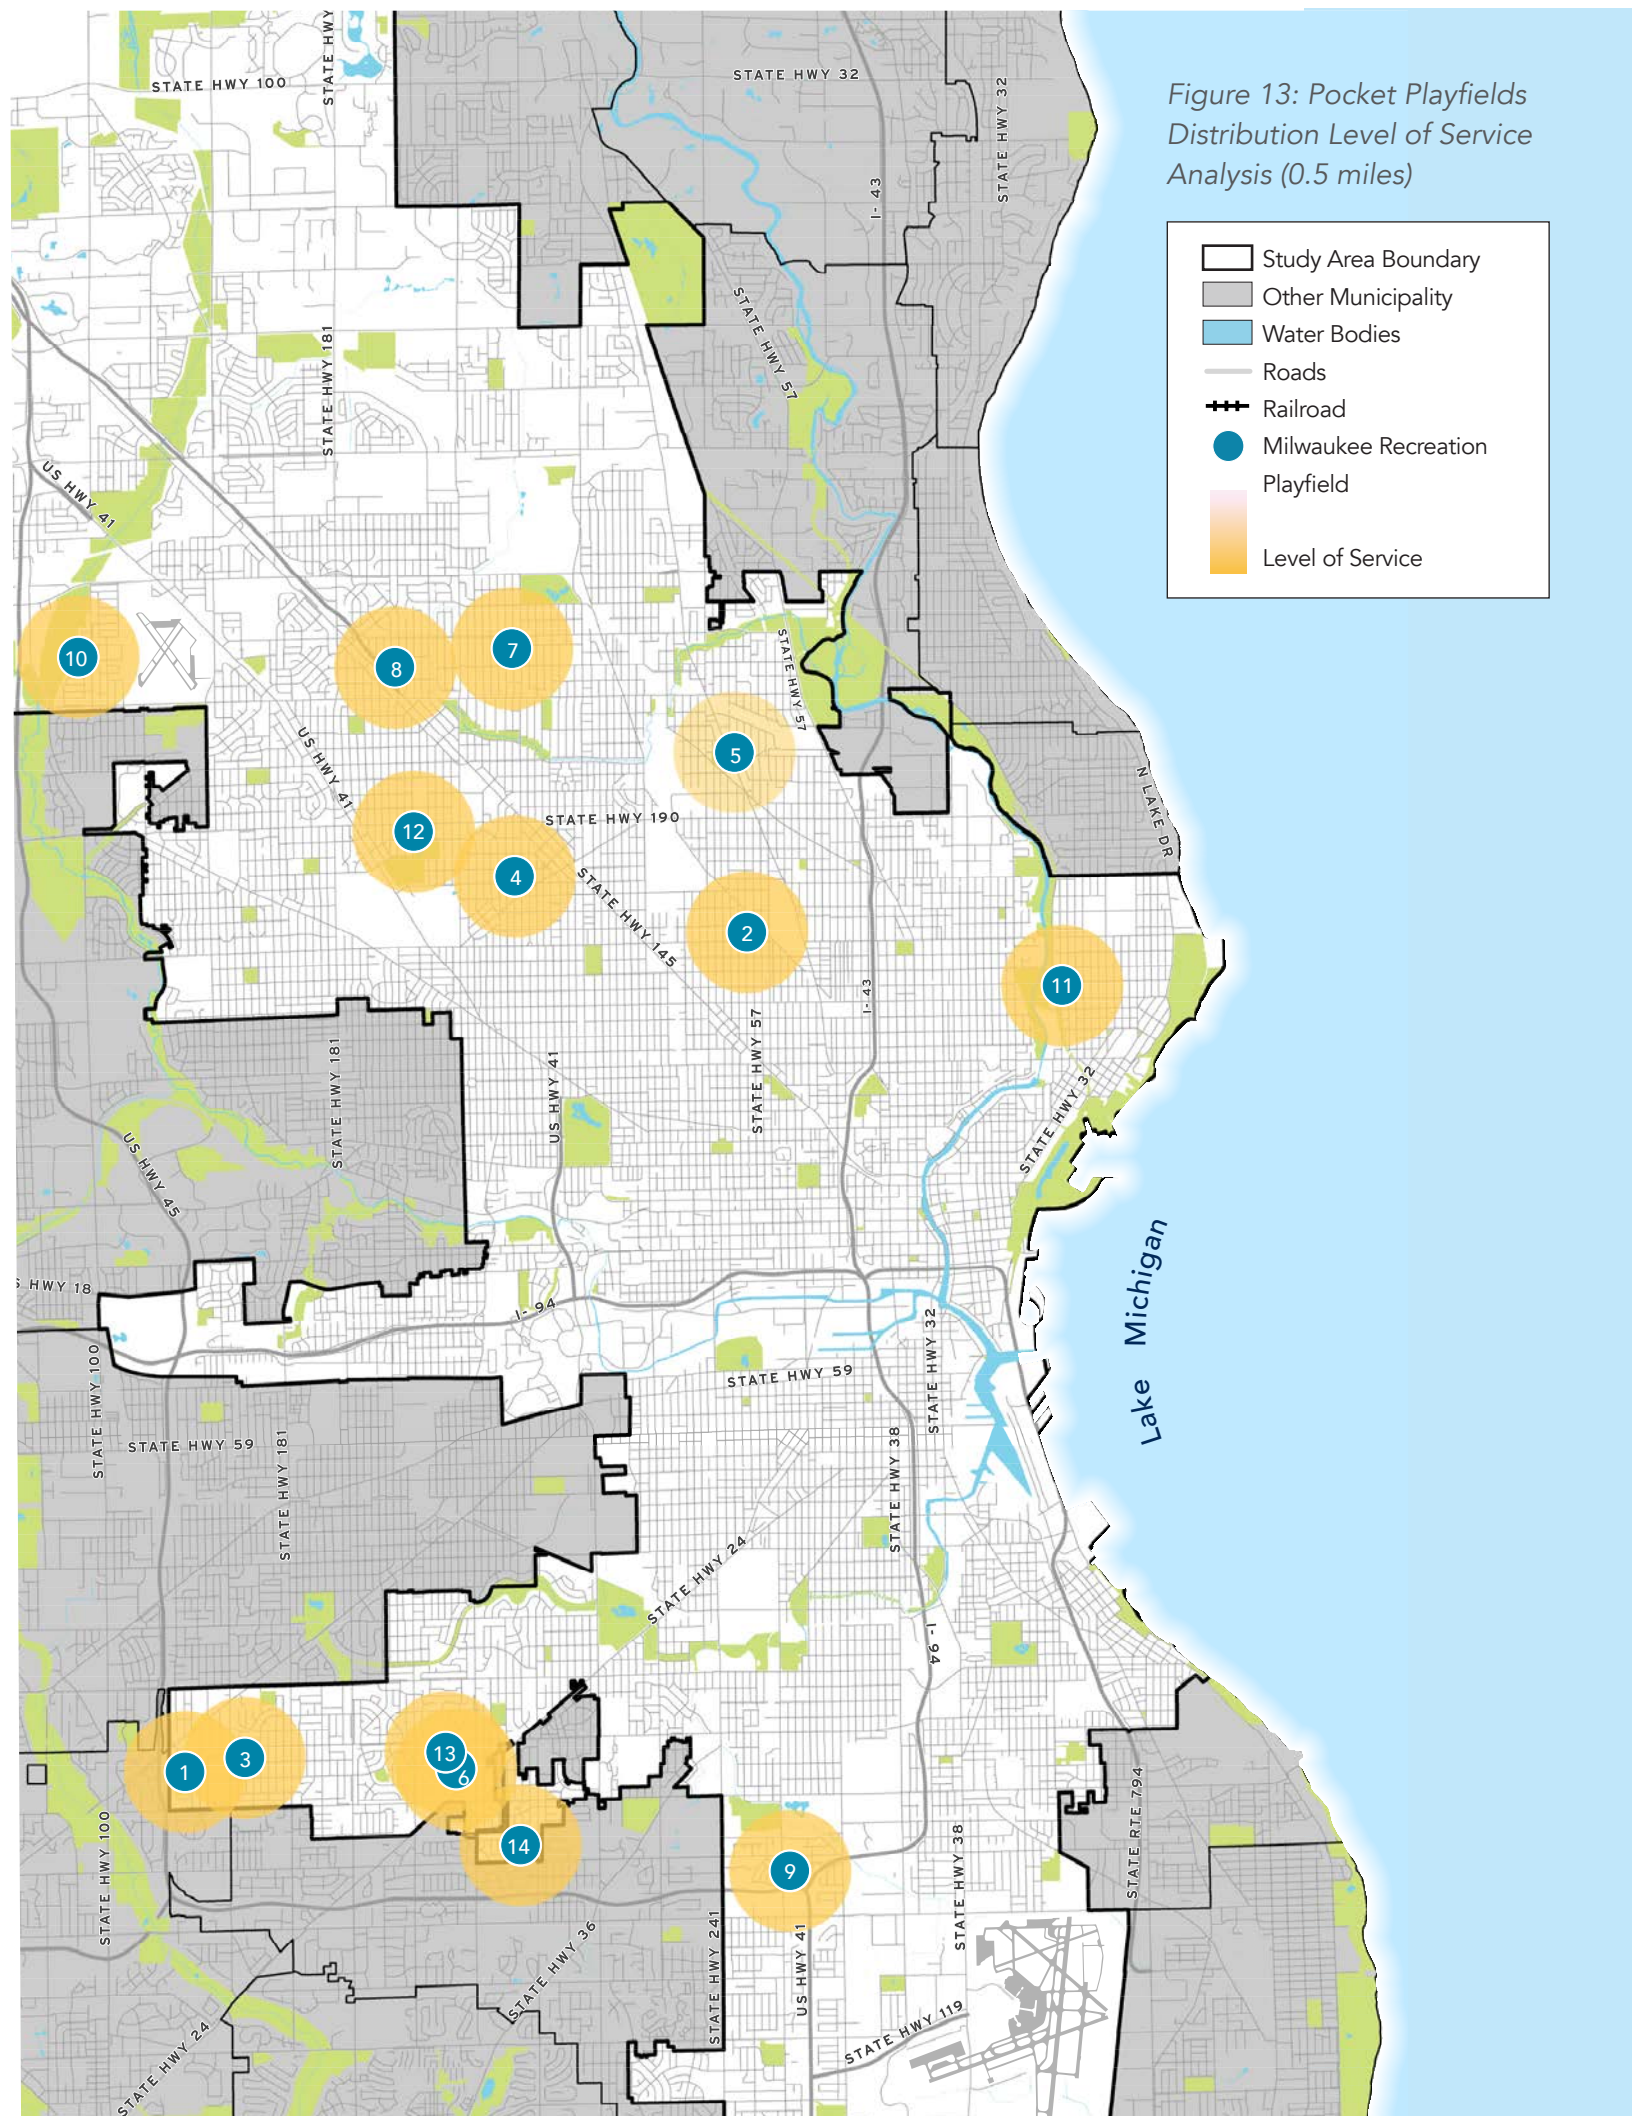 Figure 13: Pocket Playfields
Distribution Level of Service
Analysis (0.5 miles)
Study Area Boundary
Other Municipality
Water Bodies
Roads
Railroad
Milwaukee Recreation
Playfield
Level of Service
STATE HWY 100
STATE HWY
STATE HWY 32
STATE HWY 32
I- 43
STATE HWY 57
STATE HWY 181
US HWY 41
10
8
7
STATE HWY 57
5
US HWY 41
N LAKE DR
12
STATE HWY 190
4
STATE HWY 145
2
11
I- 43
STATE HWY 57
STATE HWY 181
US HWY 41
STATE HWY 32
US HWY 45
Lake Michigan
S HWY 18
I- 94
STATE HWY 32
STATE HWY 59
STATE HWY 100
STATE HWY 59
STATE HWY 181
STATE HWY 38
STATE HWY 24
I- 94
1
3
13
6
14
9
STATE HWY 100
STATE HWY 38
STATE RTE 794
STATE HWY 36
STATE HWY 241
US HWY 41
STATE HWY 119
STATE HWY 24